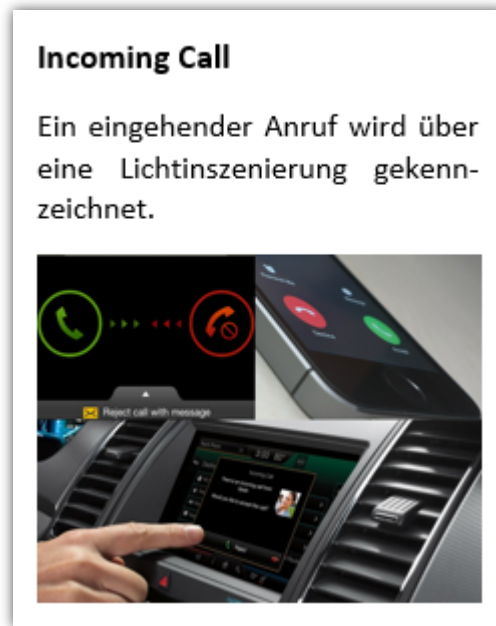 Incoming Call
Ein eingehender Anruf wird über
eine Lichtinszenierung gekenn-
zeichnet.
Reject call with message
Incoming Call